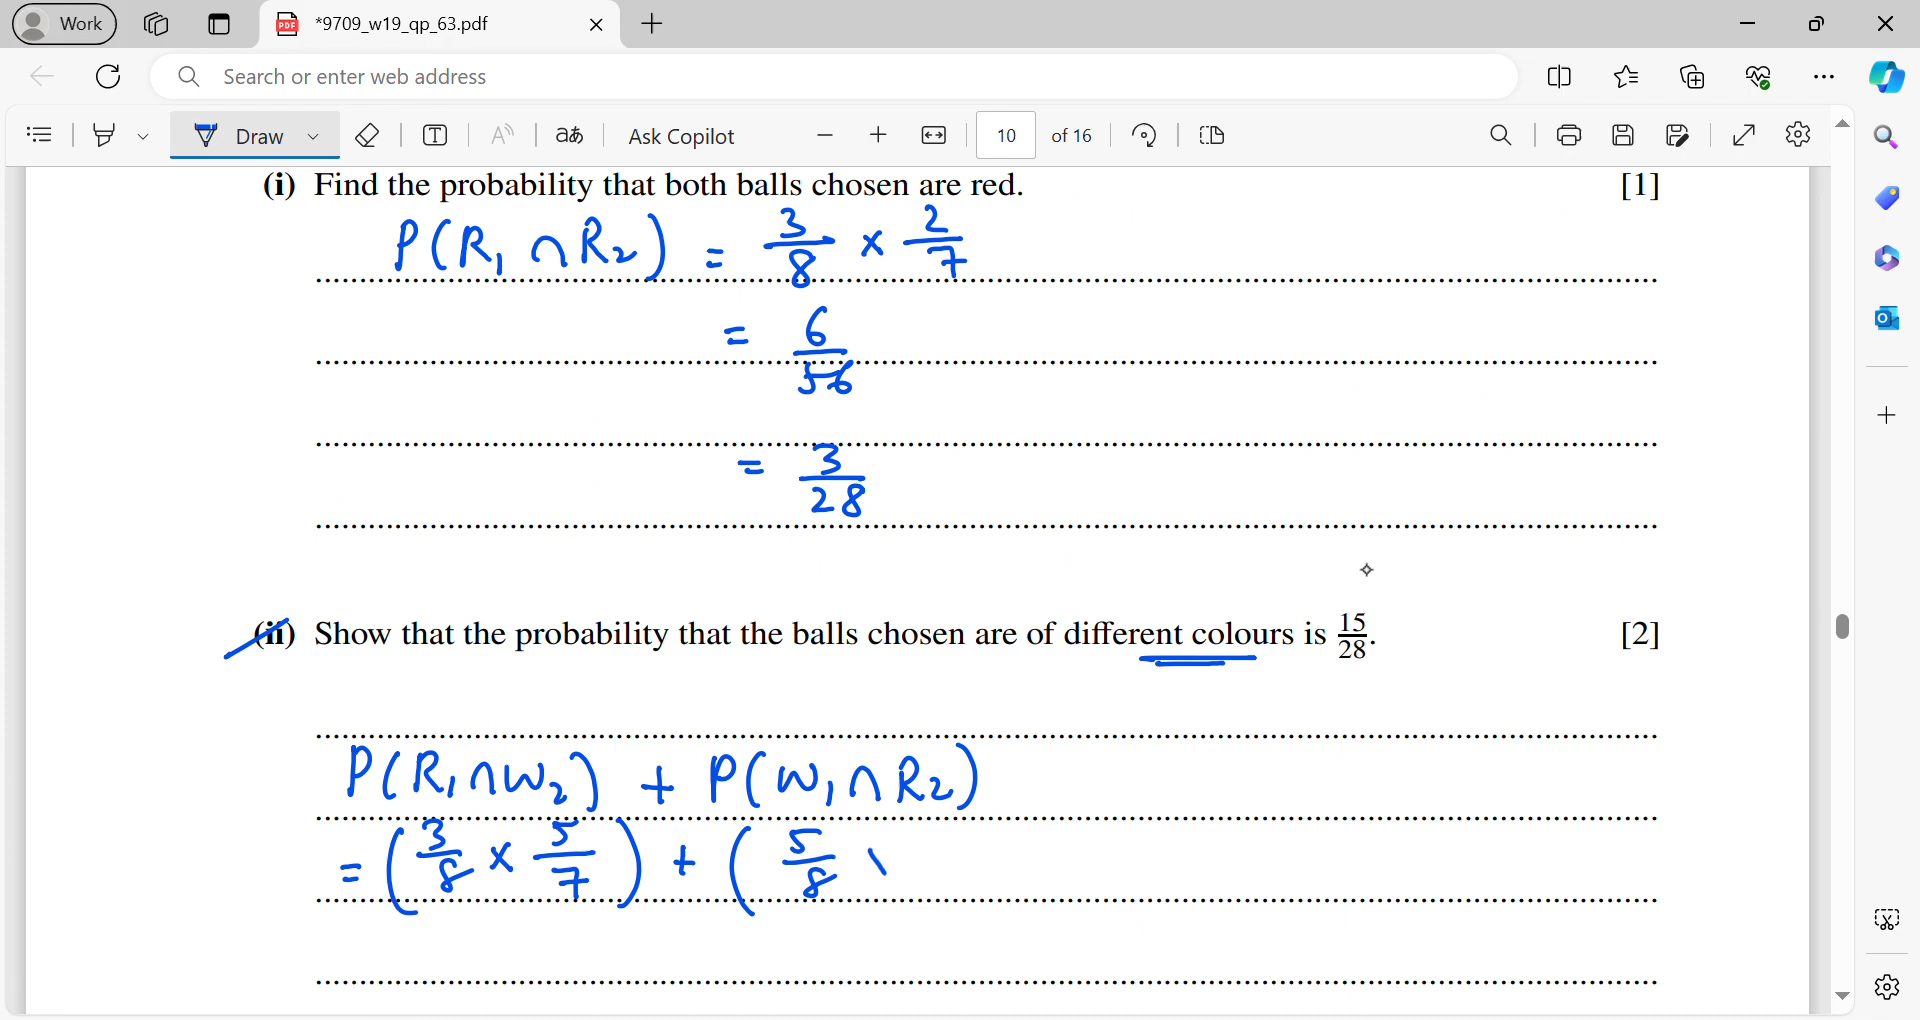 Work
*9709_w19_qp_63.pdf
Search or enter web address
Draw
aあ
Ask Copilot
10 of 16
(i) Find the probability that both balls chosen are red. [1]
P(R₁ ∩ R₂) = 3/8 × 2/7
= 6/56
= 3/28
(ii) Show that the probability that the balls chosen are of different colours is 15/28. [2]
P(R₁∩W₂) + P(W₁∩R₂)
= (3/8 × 5/7) + (5/8 \